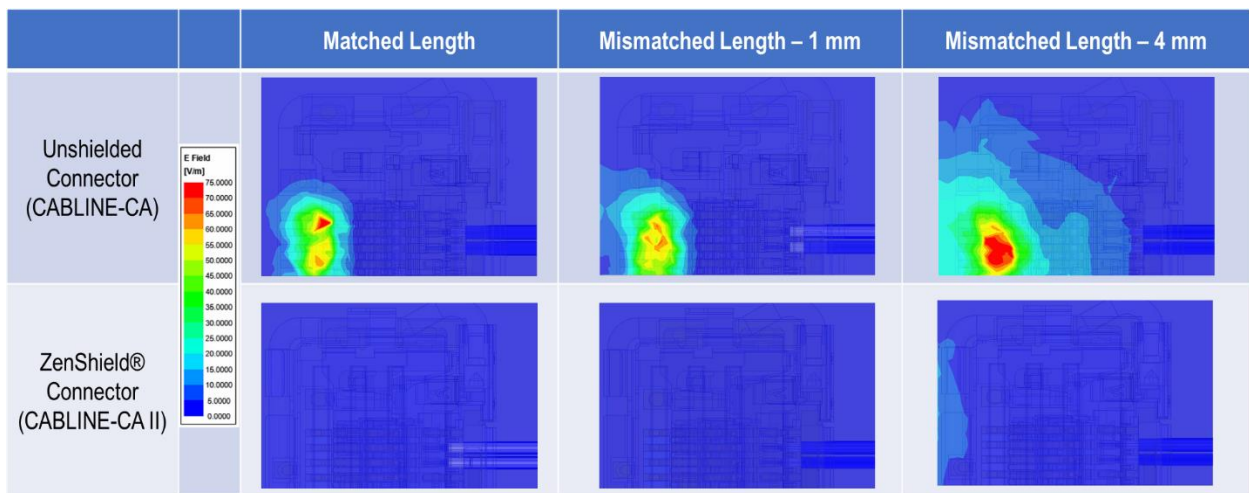 Matched Length
Mismatched Length – 1 mm
Mismatched Length – 4 mm
Unshielded
Connector
(CABLINE-CA)
E Field
[V/m]
75.0000
70.0000
65.0000
60.0000
55.0000
50.0000
45.0000
40.0000
35.0000
30.0000
25.0000
20.0000
15.0000
10.0000
5.0000
0.0000
ZenShield®
Connector
(CABLINE-CA II)